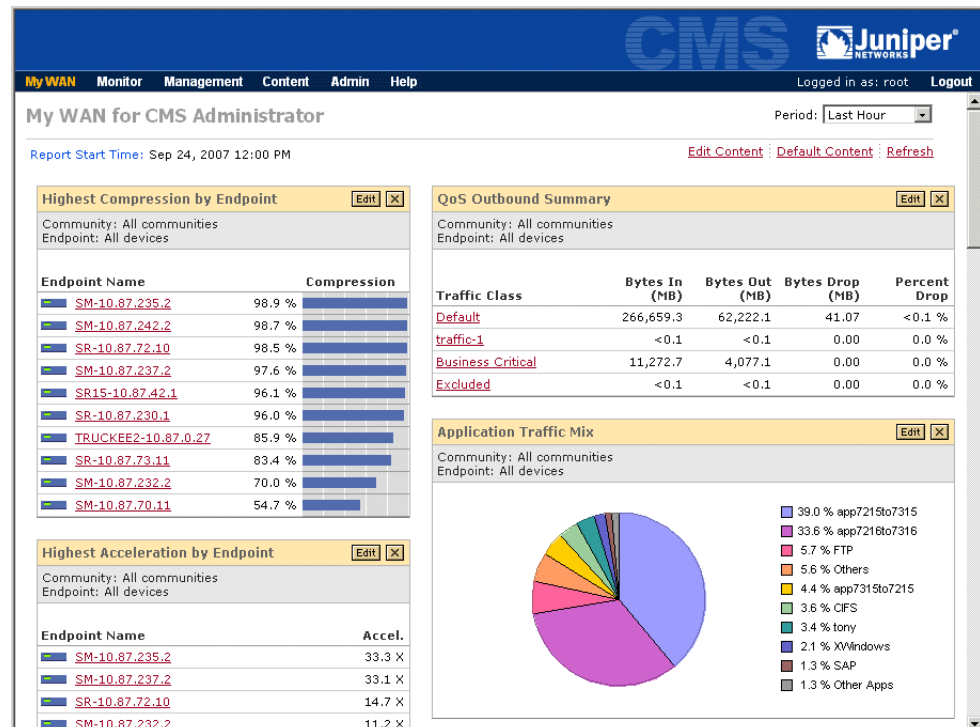 CMS
Juniper®
NETWORKS
My WAN Monitor Management Content Admin Help
Logged in as: root Logout
My WAN for CMS Administrator
Period: Last Hour
Report Start Time: Sep 24, 2007 12:00 PM
Edit Content Default Content Refresh
Highest Compression by Endpoint Edit X
Community: All communities
Endpoint: All devices
Endpoint Name Compression
SM-10.87.235.2 98.9 %
SM-10.87.242.2 98.7 %
SR-10.87.72.10 98.5 %
SM-10.87.237.2 97.6 %
SR15-10.87.42.1 96.1 %
SR-10.87.230.1 96.0 %
TRUCKEE2-10.87.0.27 85.9 %
SR-10.87.73.11 83.4 %
SM-10.87.232.2 70.0 %
SM-10.87.70.11 54.7 %
Highest Acceleration by Endpoint Edit X
Community: All communities
Endpoint: All devices
Endpoint Name Accel.
SM-10.87.235.2 33.3 X
SM-10.87.237.2 33.1 X
SR-10.87.72.10 14.7 X
SM-10.87.232.2 11.2 X
QoS Outbound Summary Edit X
Community: All communities
Endpoint: All devices
Traffic Class Bytes In (MB) Bytes Out (MB) Bytes Drop (MB) Percent Drop
Default 266,659.3 62,222.1 41.07 <0.1 %
traffic-1 <0.1 <0.1 0.00 0.0 %
Business Critical 11,272.7 4,077.1 0.00 0.0 %
Excluded <0.1 <0.1 0.00 0.0 %
Application Traffic Mix Edit X
Community: All communities
Endpoint: All devices
39.0 % app7215to7315
33.6 % app7216to7316
5.7 % FTP
5.6 % Others
4.4 % app7315to7215
3.6 % CIFS
3.4 % tony
2.1 % XWindows
1.3 % SAP
1.3 % Other Apps